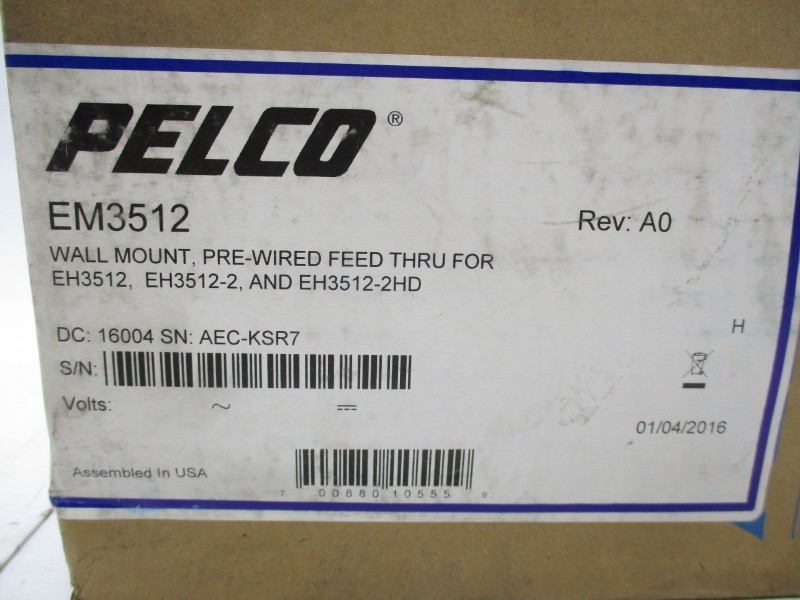 PELCO®
EM3512
Rev: A0
WALL MOUNT, PRE-WIRED FEED THRU FOR
EH3512, EH3512-2, AND EH3512-2HD
H
DC: 16004 SN: AEC-KSR7
S/N:
Volts: ~ ⎓
01/04/2016
Assembled in USA
7 00880 10555 9